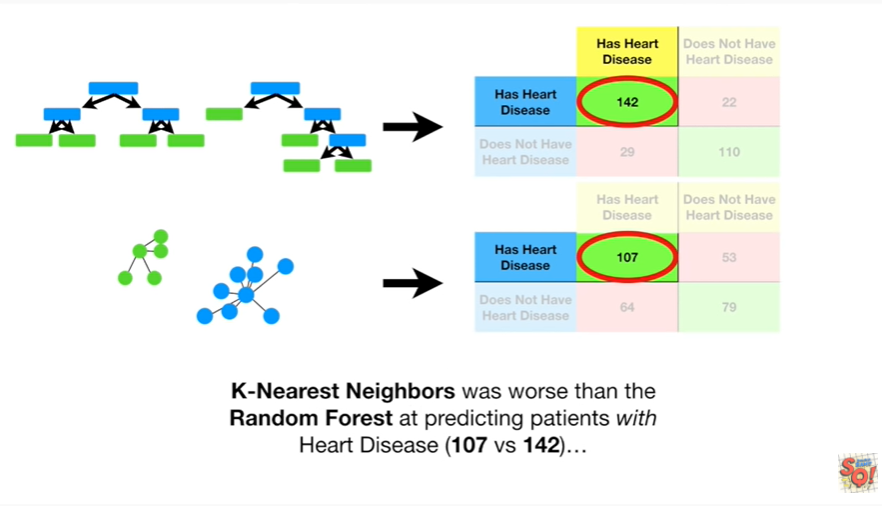 Has Heart Disease
Does Not Have Heart Disease
Has Heart Disease
142
22
Does Not Have Heart Disease
29
110
Has Heart Disease
Does Not Have Heart Disease
Has Heart Disease
107
53
Does Not Have Heart Disease
64
79
K-Nearest Neighbors was worse than the
Random Forest at predicting patients with
Heart Disease (107 vs 142)…
SQ!